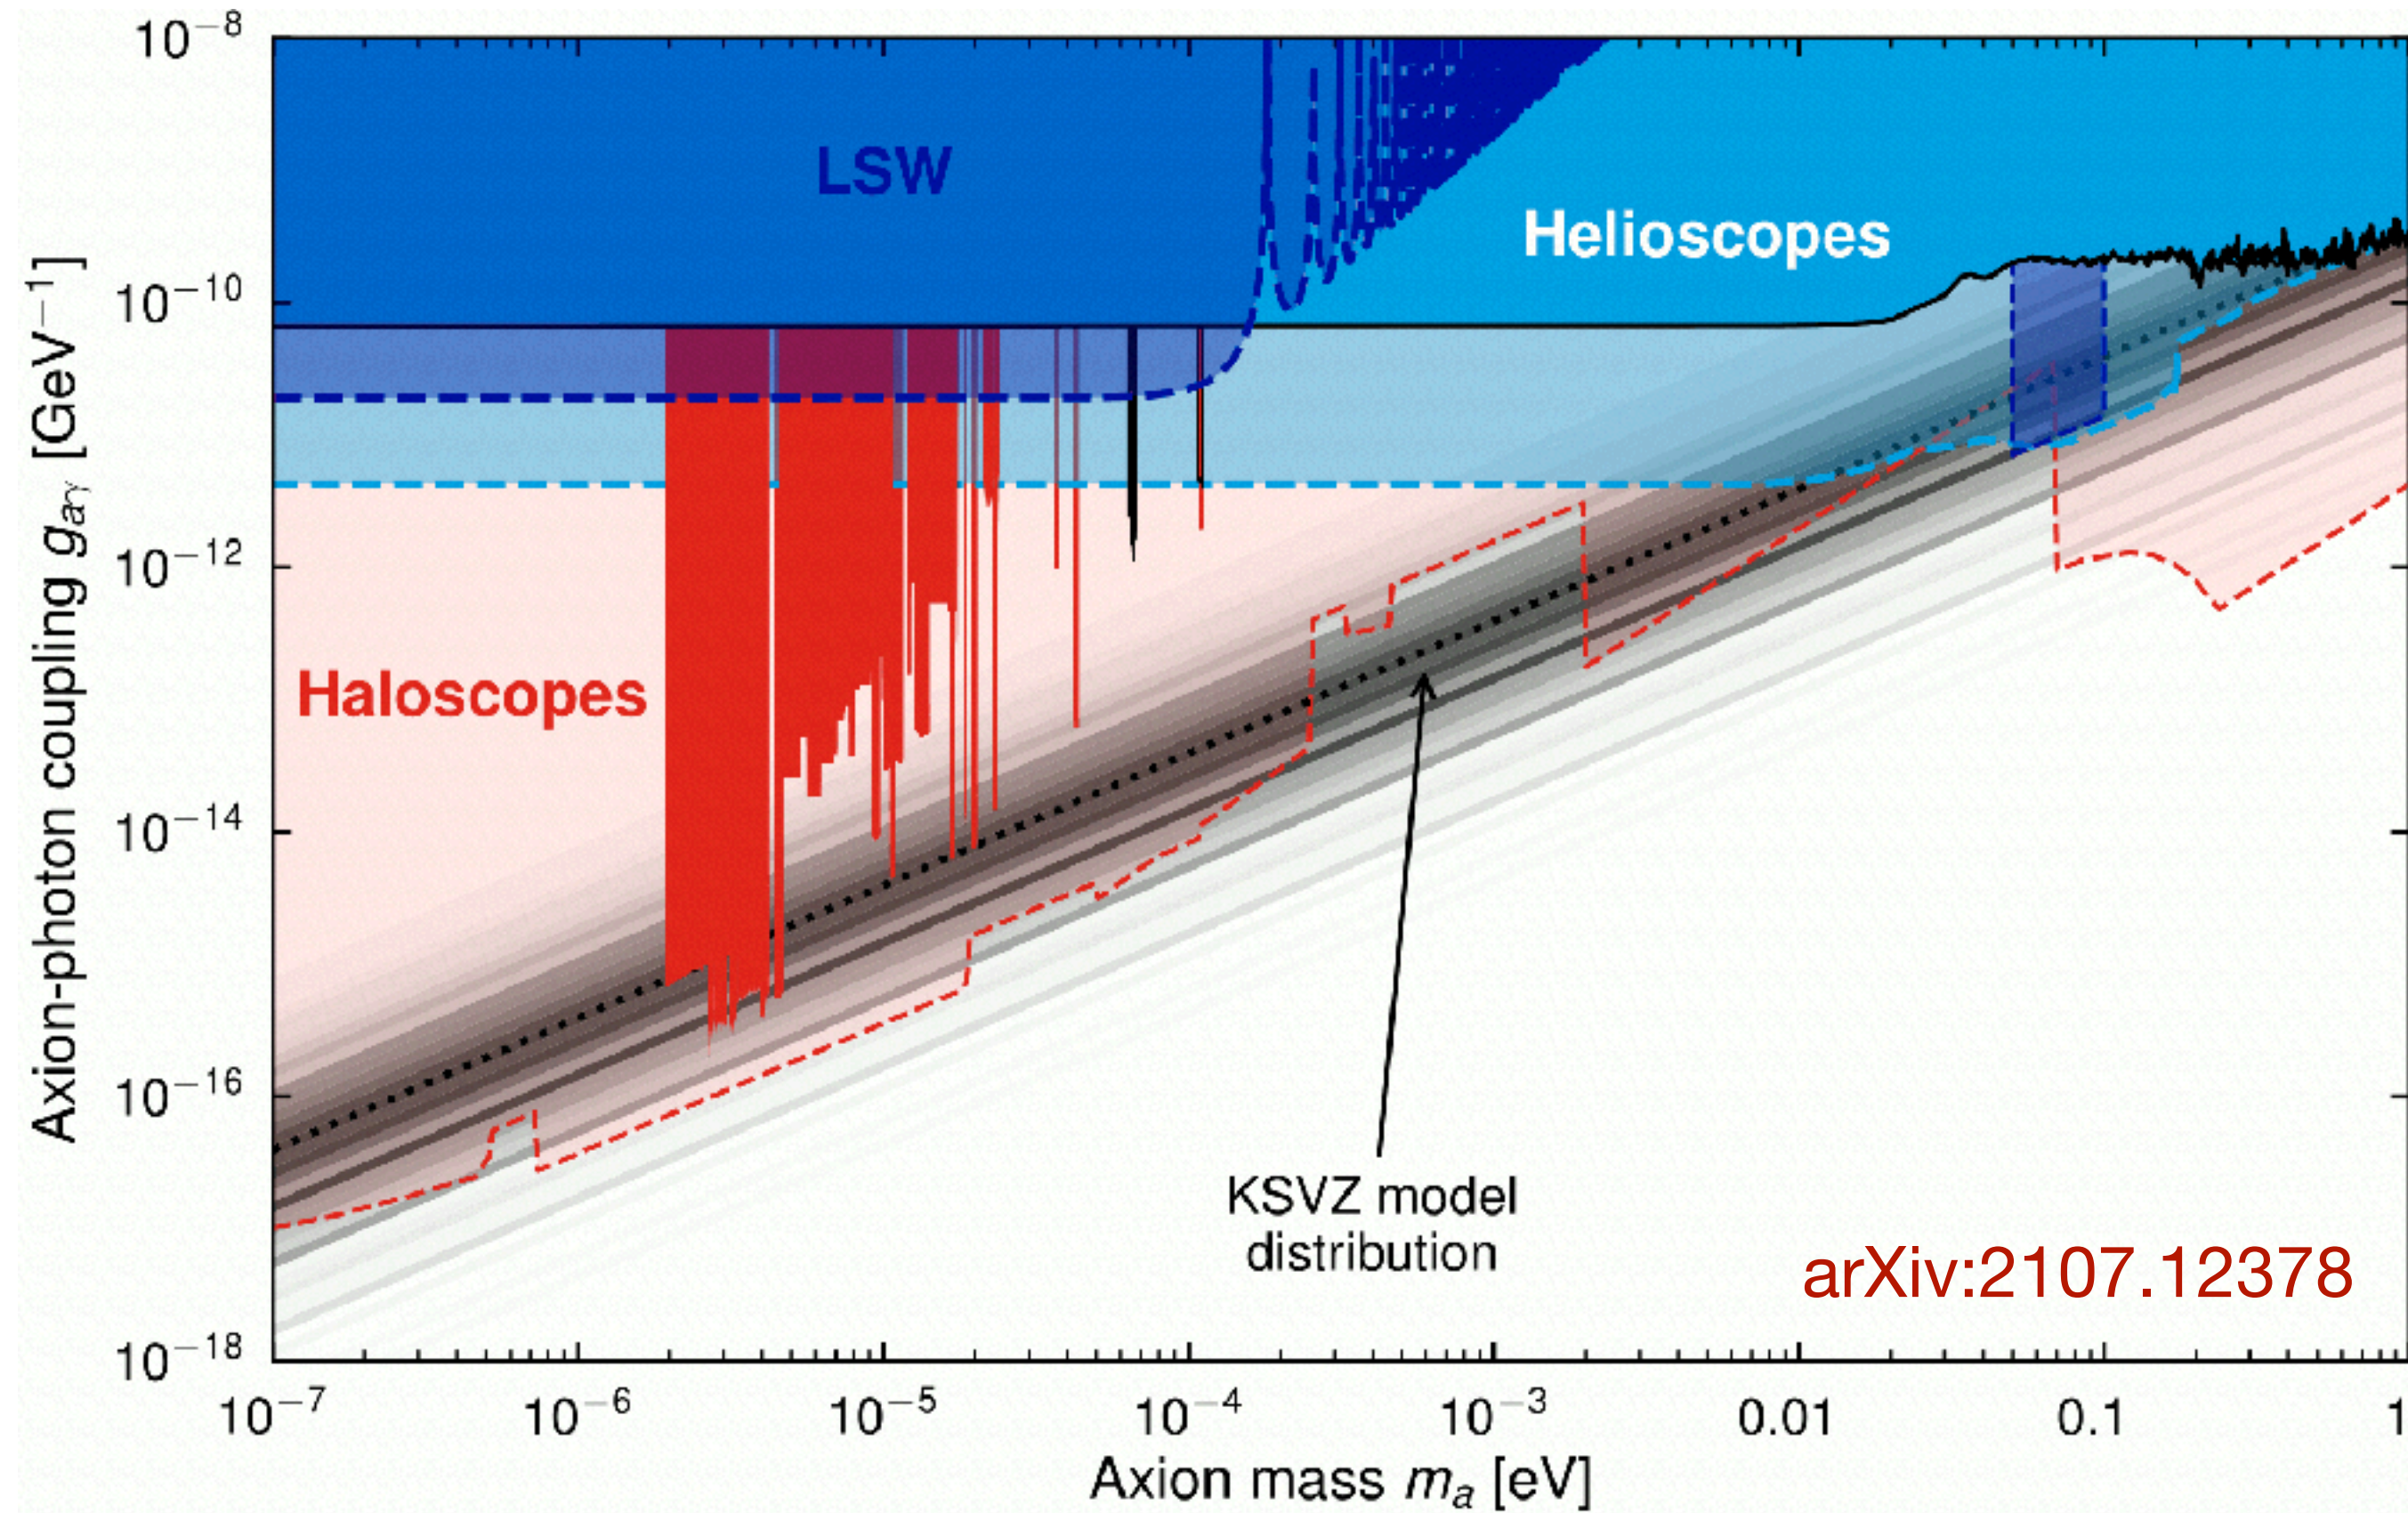 Axion-photon coupling gₐγ [GeV⁻¹]
10⁻⁸
10⁻¹⁰
10⁻¹²
10⁻¹⁴
10⁻¹⁶
10⁻¹⁸
LSW
Helioscopes
Haloscopes
KSVZ model
distribution
arXiv:2107.12378
10⁻⁷ 10⁻⁶ 10⁻⁵ 10⁻⁴ 10⁻³ 0.01 0.1 1
Axion mass mₐ [eV]